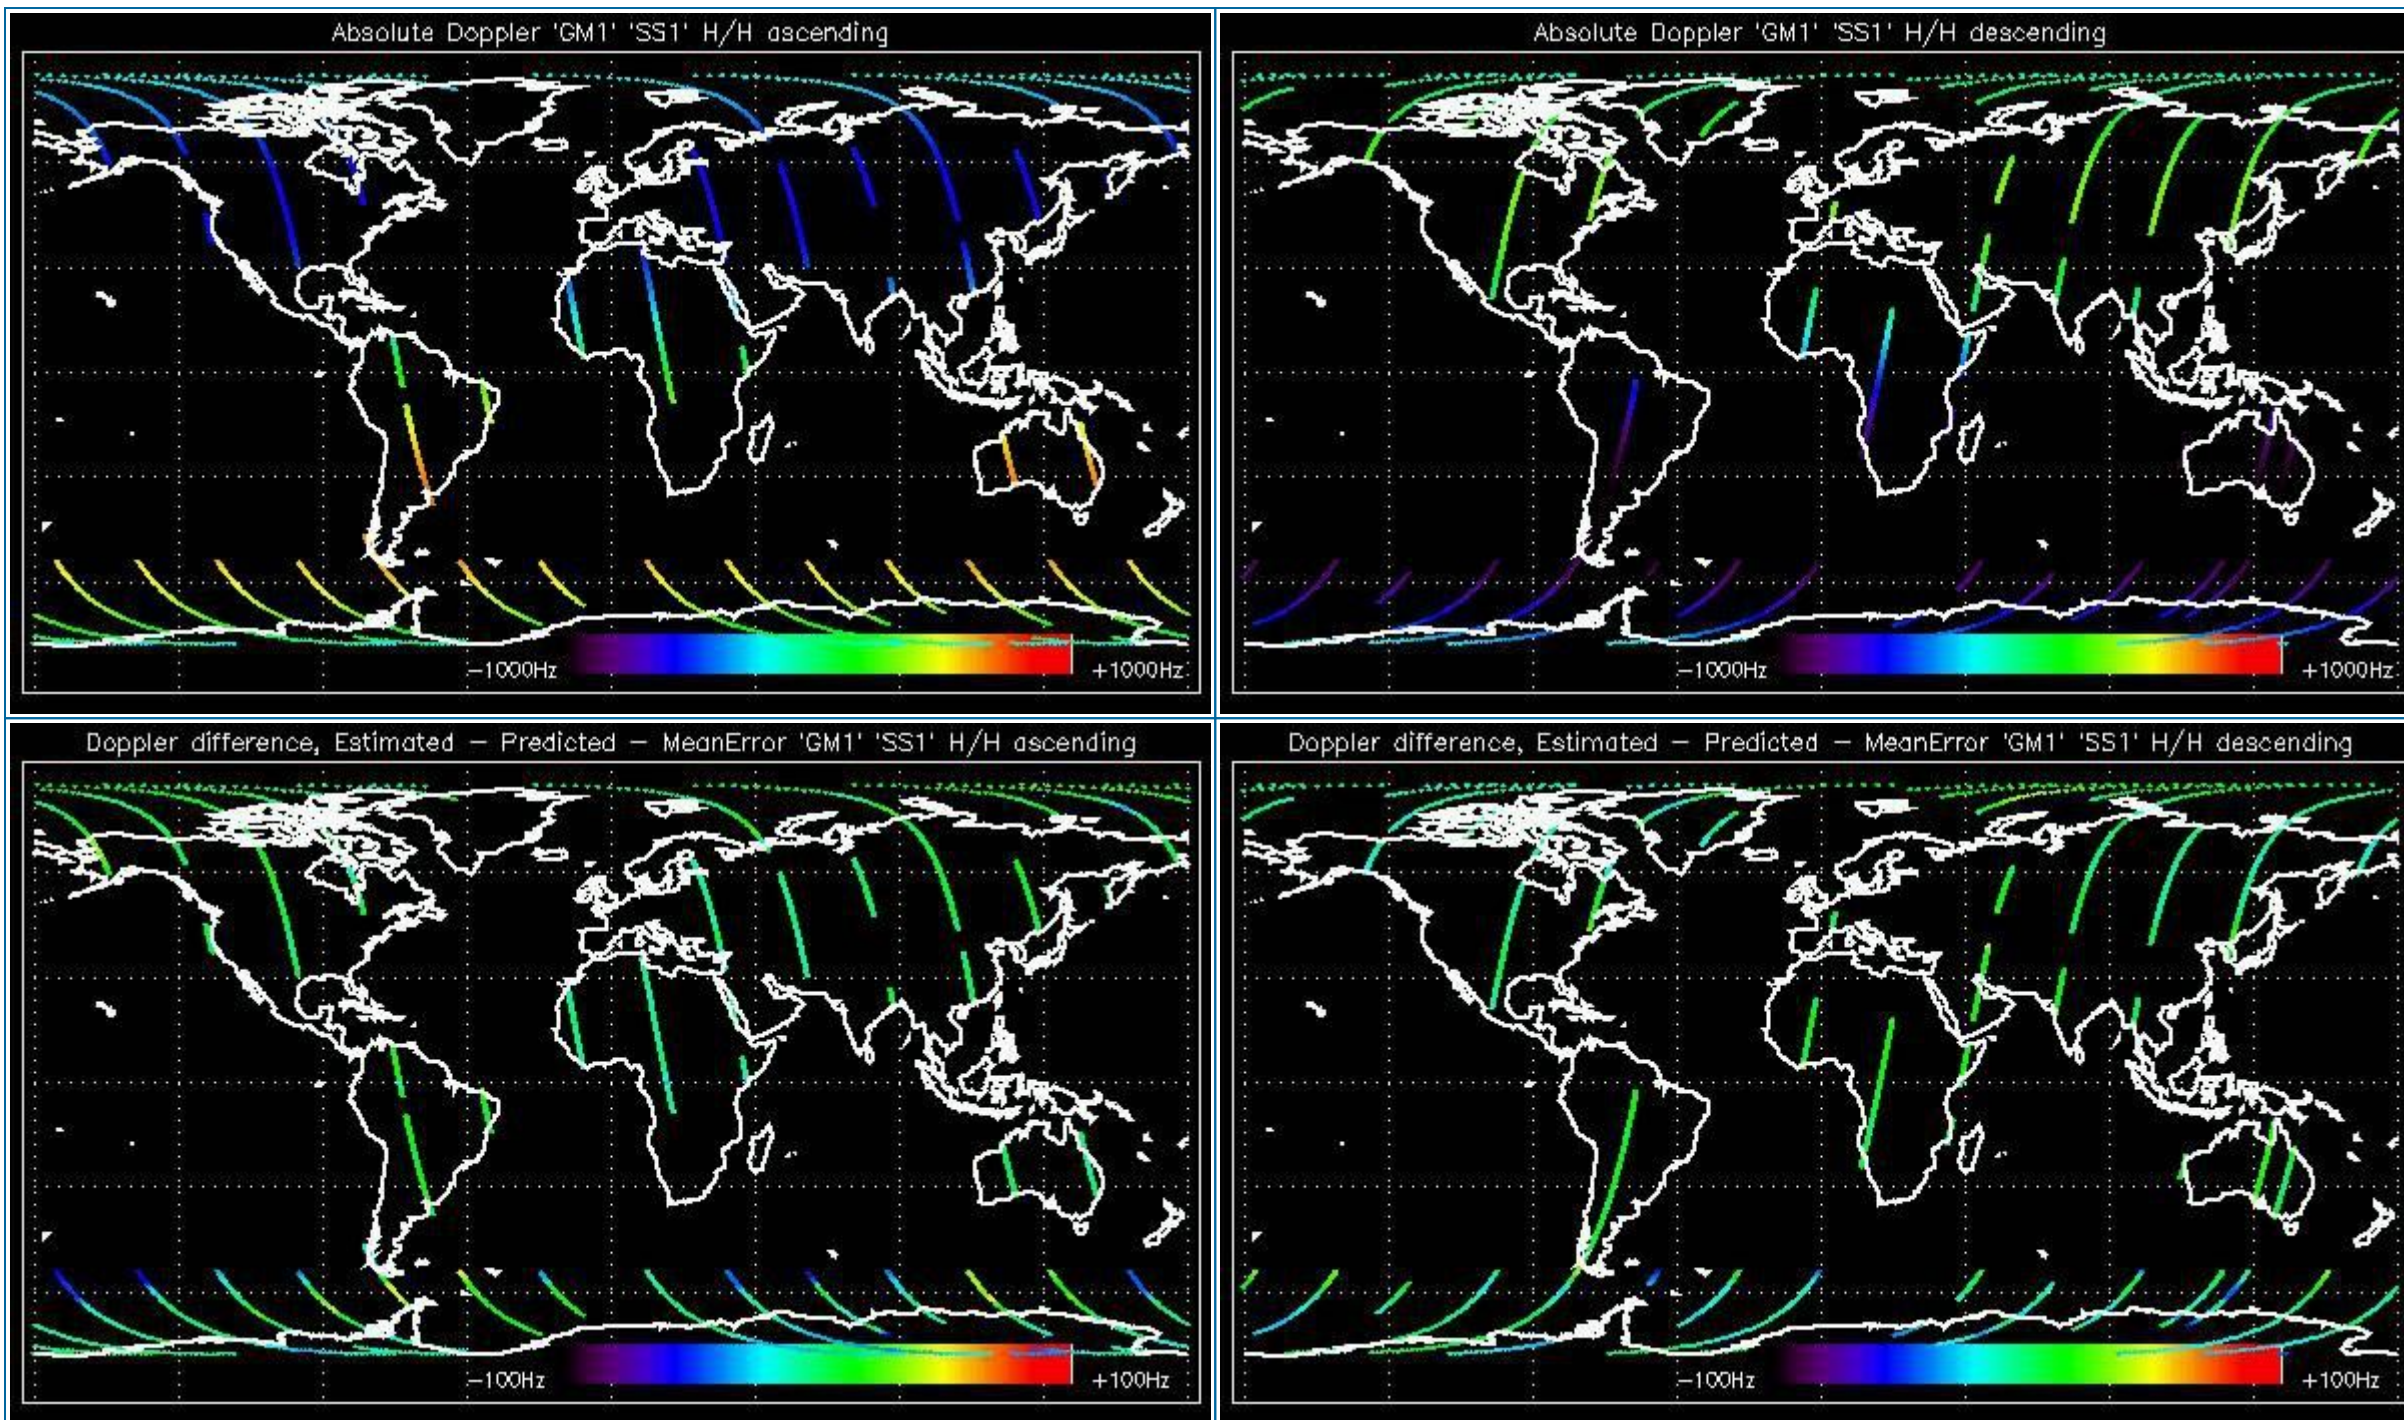 Absolute Doppler 'GM1' 'SS1' H/H ascending
-1000Hz
+1000Hz
Absolute Doppler 'GM1' 'SS1' H/H descending
-1000Hz
+1000Hz
Doppler difference, Estimated - Predicted - MeanError 'GM1' 'SS1' H/H ascending
-100Hz
+100Hz
Doppler difference, Estimated - Predicted - MeanError 'GM1' 'SS1' H/H descending
-100Hz
+100Hz